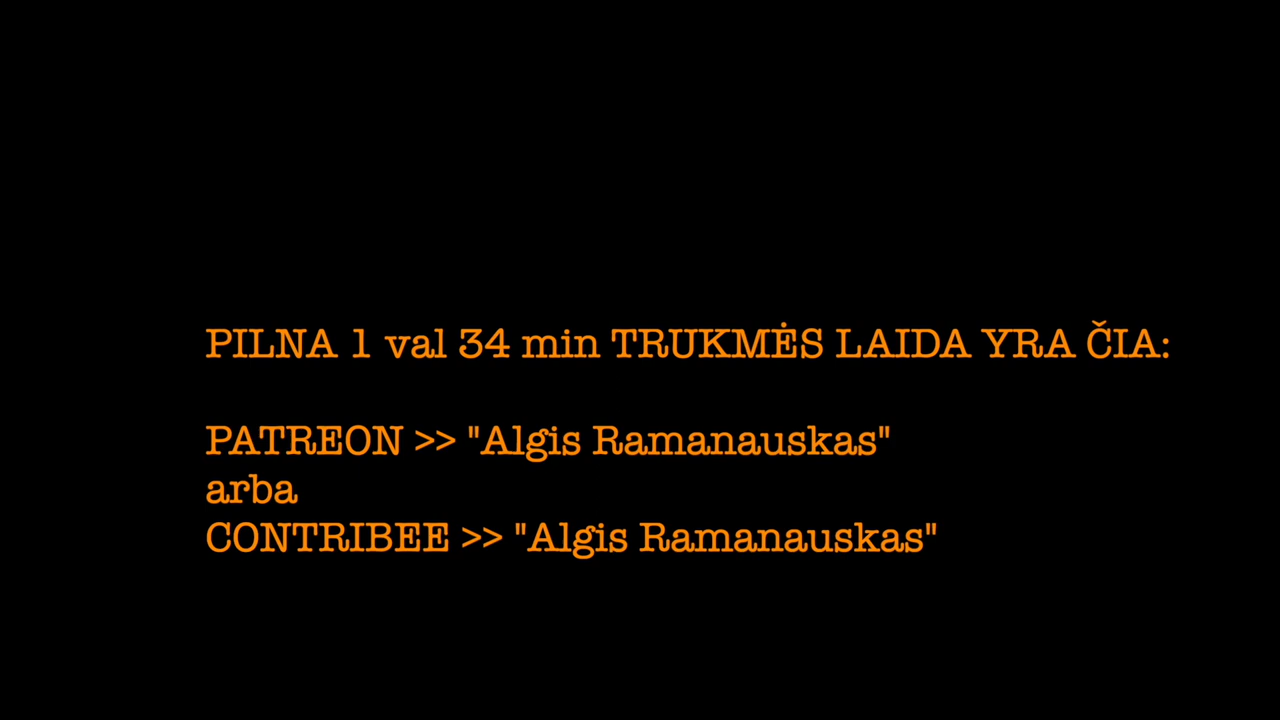 PILNA 1 val 34 min TRUKMĖS LAIDA YRA ČIA:
PATREON >> "Algis Ramanauskas"
arba
CONTRIBEE >> "Algis Ramanauskas"